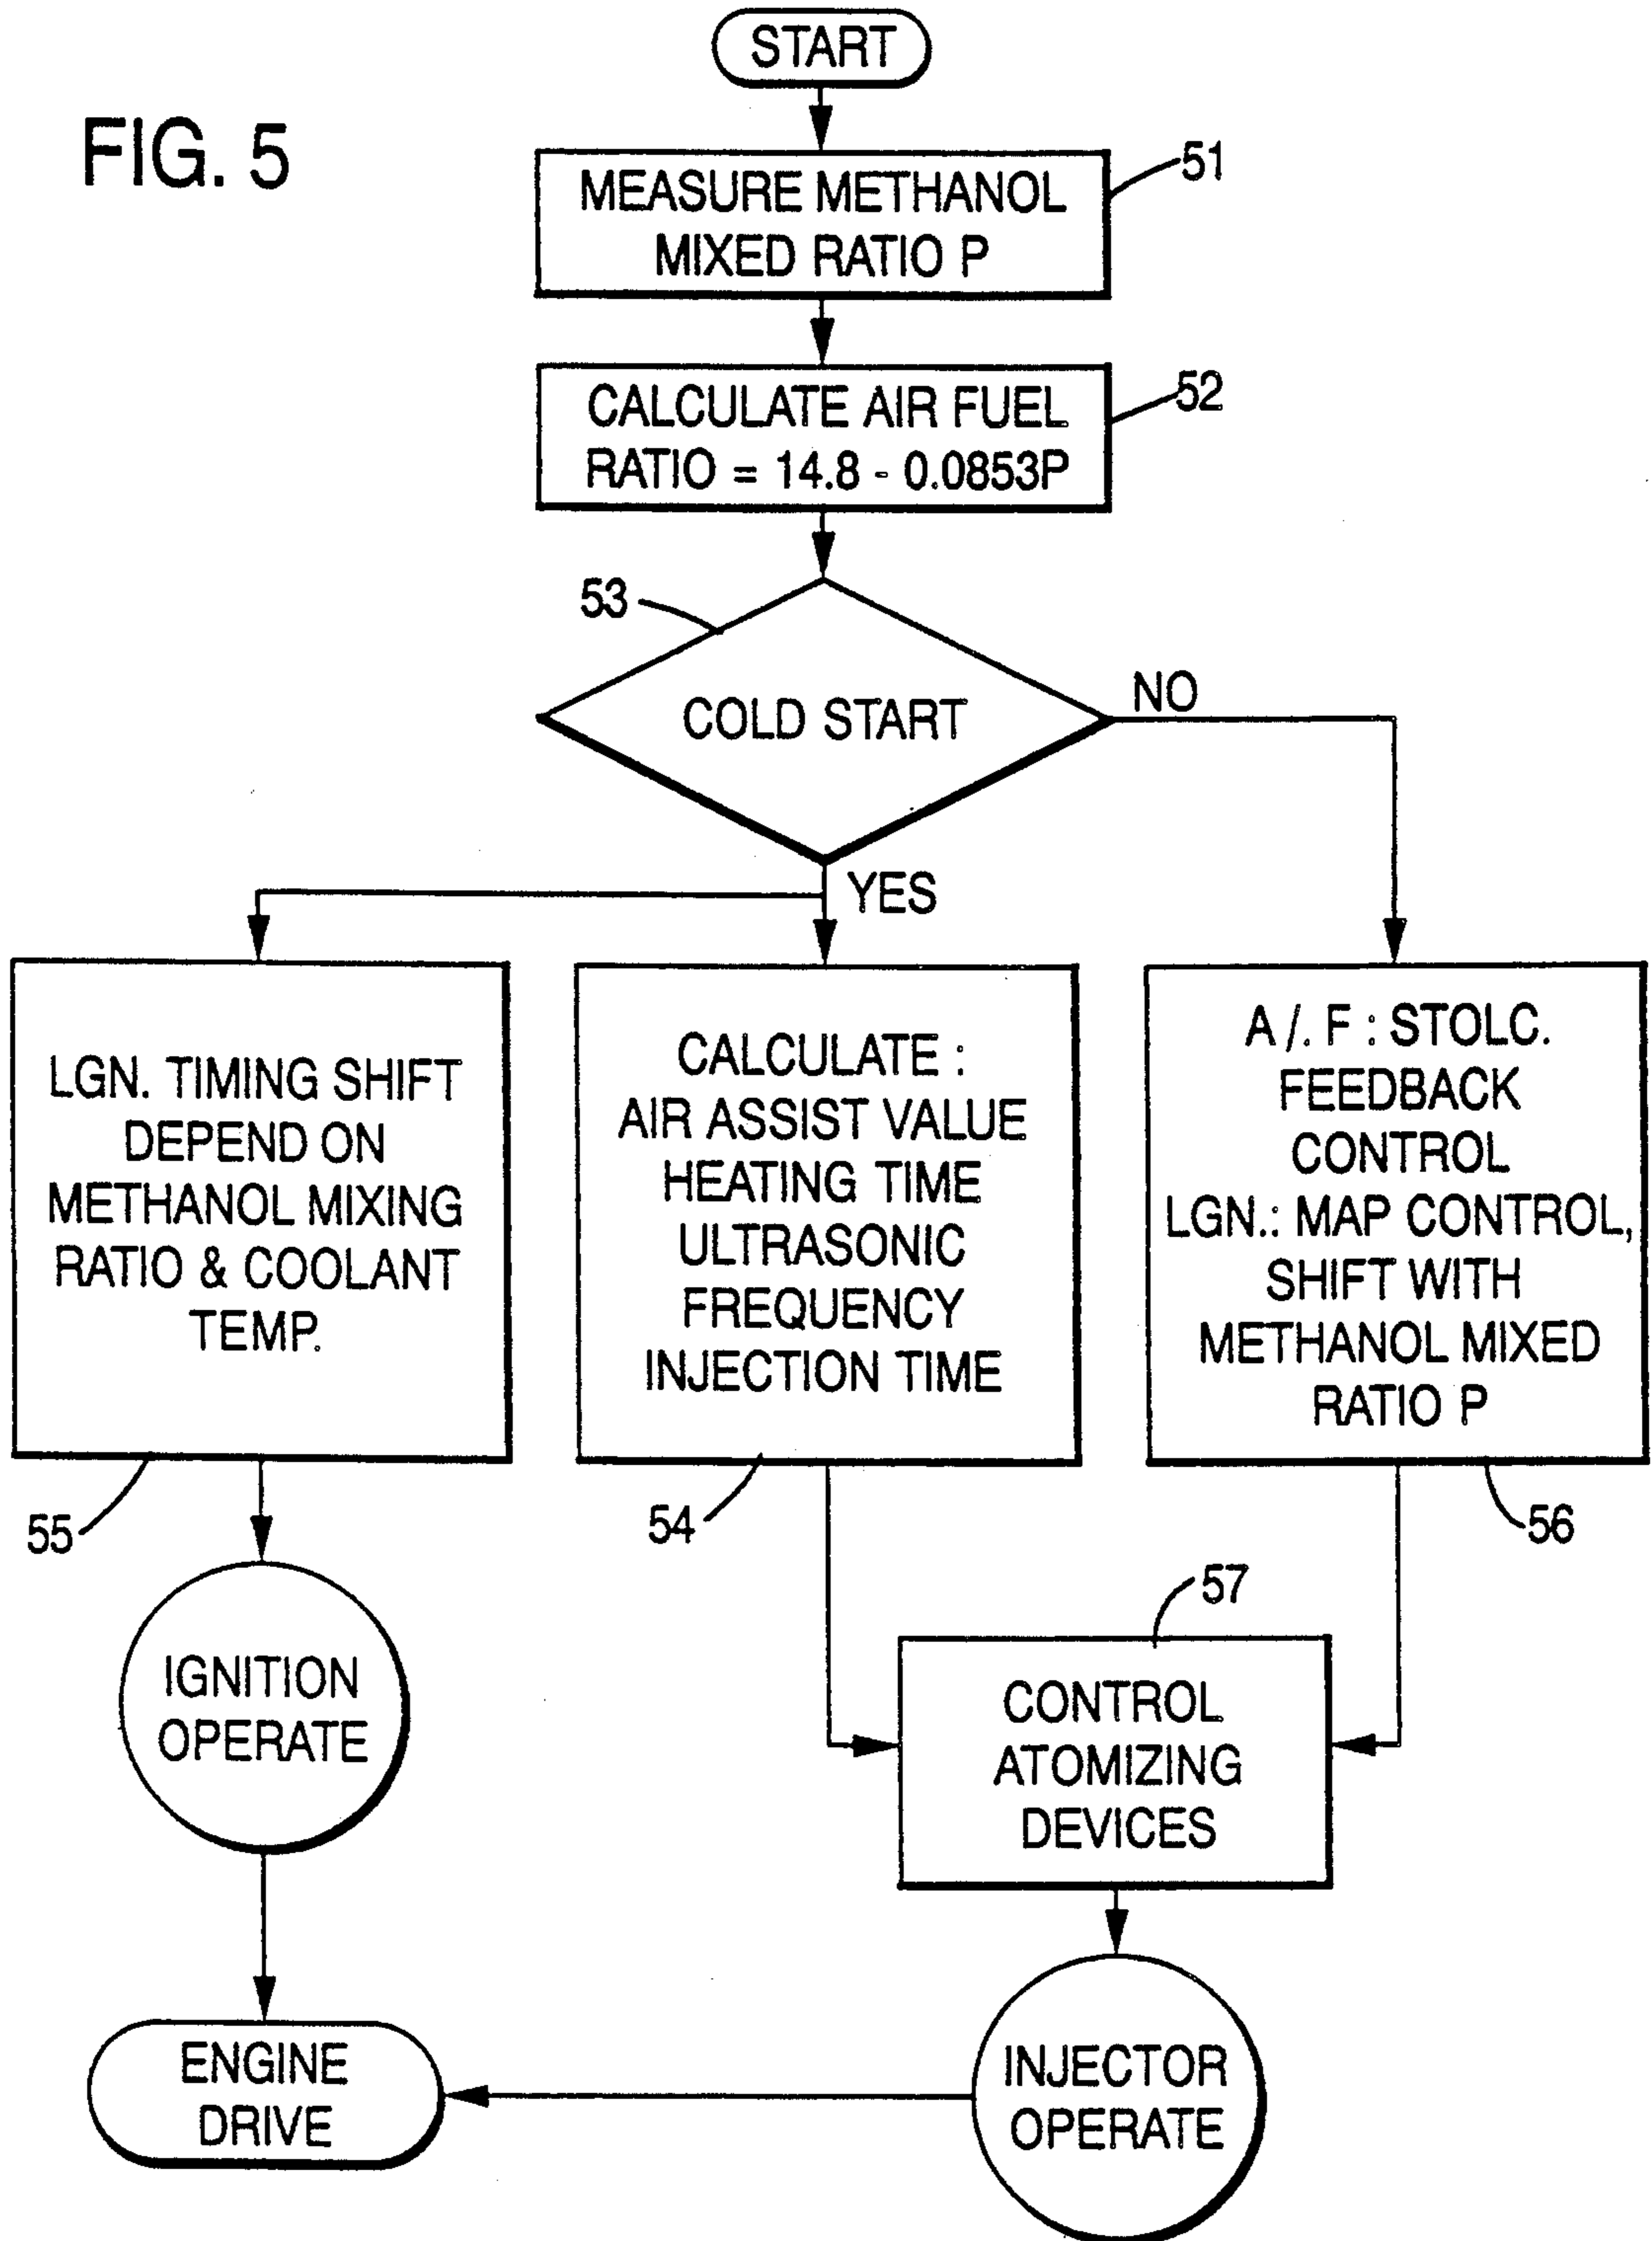 START
FIG. 5
51
MEASURE METHANOL
MIXED RATIO P
52
CALCULATE AIR FUEL
RATIO = 14.8 - 0.0853P
53
COLD START
NO
YES
LGN. TIMING SHIFT
DEPEND ON
METHANOL MIXING
RATIO & COOLANT
TEMP.
55
CALCULATE :
AIR ASSIST VALUE
HEATING TIME
ULTRASONIC
FREQUENCY
INJECTION TIME
54
A /. F : STOLC.
FEEDBACK
CONTROL
LGN.: MAP CONTROL,
SHIFT WITH
METHANOL MIXED
RATIO P
56
57
IGNITION
OPERATE
CONTROL
ATOMIZING
DEVICES
ENGINE
DRIVE
INJECTOR
OPERATE